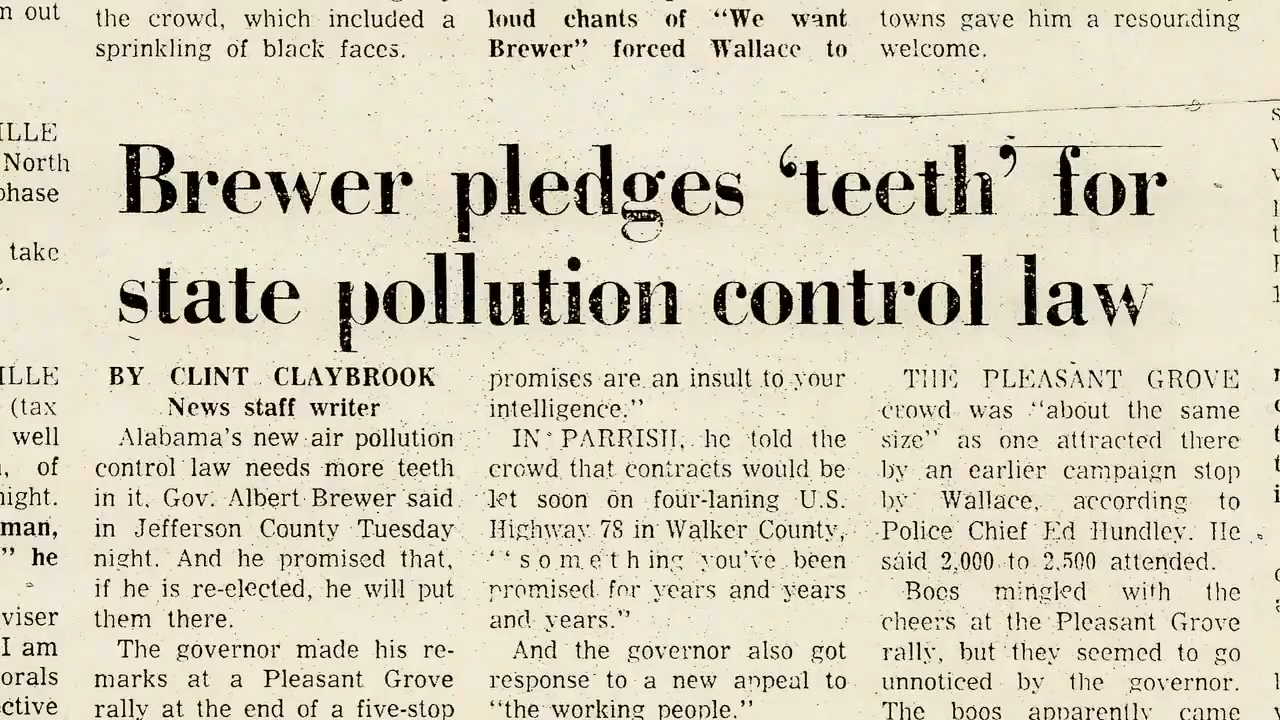 n out
ILLE
North
phase
take
e.
ILLE
(tax
well
, of
night.
man,
” he
viser
I am
orals
ective
the crowd, which included a
sprinkling of black faces.
loud chants of “We want
Brewer” forced Wallace to
towns gave him a resounding
welcome.
Brewer pledges ‘teeth’ for
state pollution control law
BY CLINT CLAYBROOK
News staff writer
Alabama’s new air pollution
control law needs more teeth
in it, Gov. Albert Brewer said
in Jefferson County Tuesday
night. And he promised that,
if he is re-elected, he will put
them there.
The governor made his re-
marks at a Pleasant Grove
rally at the end of a five-stop
promises are an insult to your
intelligence.”
IN PARRISH, he told the
crowd that contracts would be
let soon on four-laning U.S.
Highway 78 in Walker County,
‘‘something you’ve been
promised for years and years
and years.”
And the governor also got
response to a new appeal to
“the working people.”
THE PLEASANT GROVE
crowd was “about the same
size” as one attracted there
by an earlier campaign stop
by Wallace, according to
Police Chief Ed Hundley. He
said 2,000 to 2,500 attended.
Boos mingled with the
cheers at the Pleasant Grove
rally, but they seemed to go
unnoticed by the governor.
The boos apparently came